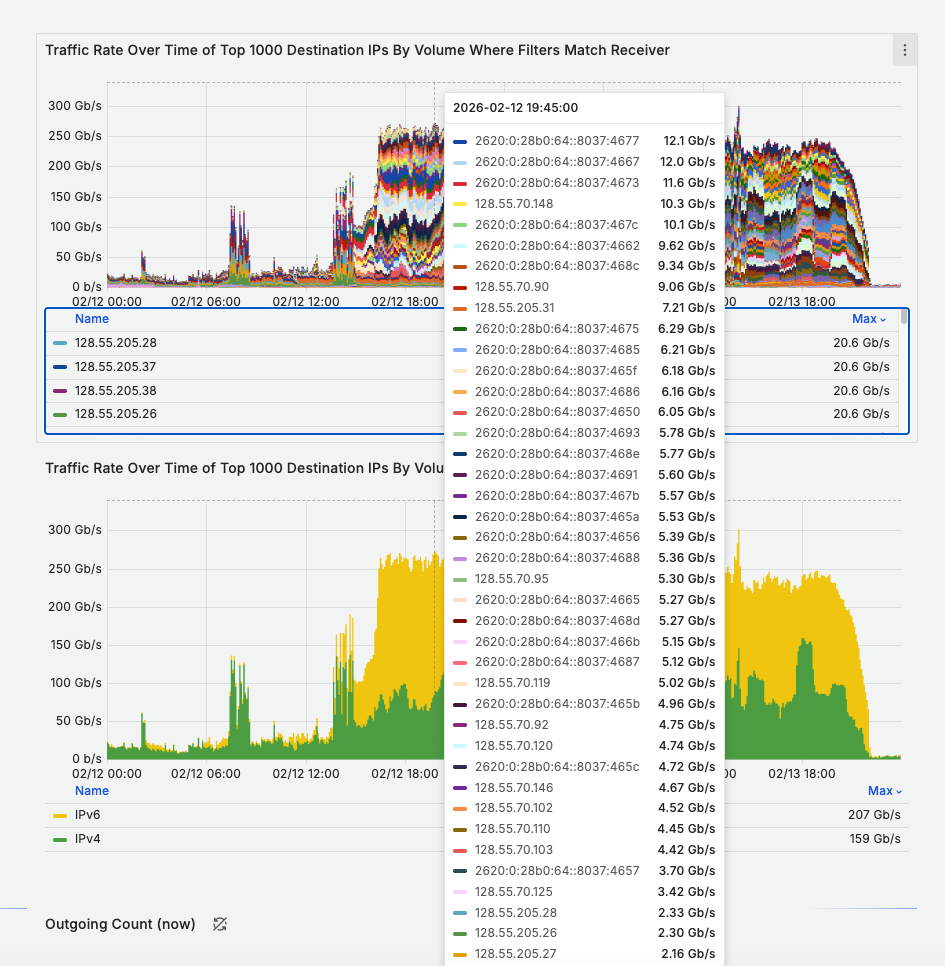 Traffic Rate Over Time of Top 1000 Destination IPs By Volume Where Filters Match Receiver
300 Gb/s
250 Gb/s
200 Gb/s
150 Gb/s
100 Gb/s
50 Gb/s
0 b/s
02/12 00:00
02/12 06:00
02/12 12:00
02/12 18:00
00
02/13 18:00
Name
Max
128.55.205.28
20.6 Gb/s
128.55.205.37
20.6 Gb/s
128.55.205.38
20.6 Gb/s
128.55.205.26
20.6 Gb/s
2026-02-12 19:45:00
2620:0:28b0:64::8037:4677 12.1 Gb/s
2620:0:28b0:64::8037:4667 12.0 Gb/s
2620:0:28b0:64::8037:4673 11.6 Gb/s
128.55.70.148 10.3 Gb/s
2620:0:28b0:64::8037:467c 10.1 Gb/s
2620:0:28b0:64::8037:4662 9.62 Gb/s
2620:0:28b0:64::8037:468c 9.34 Gb/s
128.55.70.90 9.06 Gb/s
128.55.205.31 7.21 Gb/s
2620:0:28b0:64::8037:4675 6.29 Gb/s
2620:0:28b0:64::8037:4685 6.21 Gb/s
2620:0:28b0:64::8037:465f 6.18 Gb/s
2620:0:28b0:64::8037:4686 6.16 Gb/s
2620:0:28b0:64::8037:4650 6.05 Gb/s
2620:0:28b0:64::8037:4693 5.78 Gb/s
2620:0:28b0:64::8037:468e 5.77 Gb/s
2620:0:28b0:64::8037:4691 5.60 Gb/s
2620:0:28b0:64::8037:467b 5.57 Gb/s
2620:0:28b0:64::8037:465a 5.53 Gb/s
2620:0:28b0:64::8037:4656 5.39 Gb/s
2620:0:28b0:64::8037:4688 5.36 Gb/s
128.55.70.95 5.30 Gb/s
2620:0:28b0:64::8037:4665 5.27 Gb/s
2620:0:28b0:64::8037:468d 5.27 Gb/s
2620:0:28b0:64::8037:466b 5.15 Gb/s
2620:0:28b0:64::8037:4687 5.12 Gb/s
128.55.70.119 5.02 Gb/s
2620:0:28b0:64::8037:465b 4.96 Gb/s
128.55.70.92 4.75 Gb/s
128.55.70.120 4.74 Gb/s
2620:0:28b0:64::8037:465c 4.72 Gb/s
128.55.70.146 4.67 Gb/s
128.55.70.102 4.52 Gb/s
128.55.70.110 4.45 Gb/s
128.55.70.103 4.42 Gb/s
2620:0:28b0:64::8037:4657 3.70 Gb/s
128.55.70.125 3.42 Gb/s
128.55.205.28 2.33 Gb/s
128.55.205.26 2.30 Gb/s
128.55.205.27 2.16 Gb/s
Traffic Rate Over Time of Top 1000 Destination IPs By Volu
300 Gb/s
250 Gb/s
200 Gb/s
150 Gb/s
100 Gb/s
50 Gb/s
0 b/s
02/12 00:00
02/12 06:00
02/12 12:00
02/12 18:00
00
02/13 18:00
Name
Max
IPv6
207 Gb/s
IPv4
159 Gb/s
Outgoing Count (now)